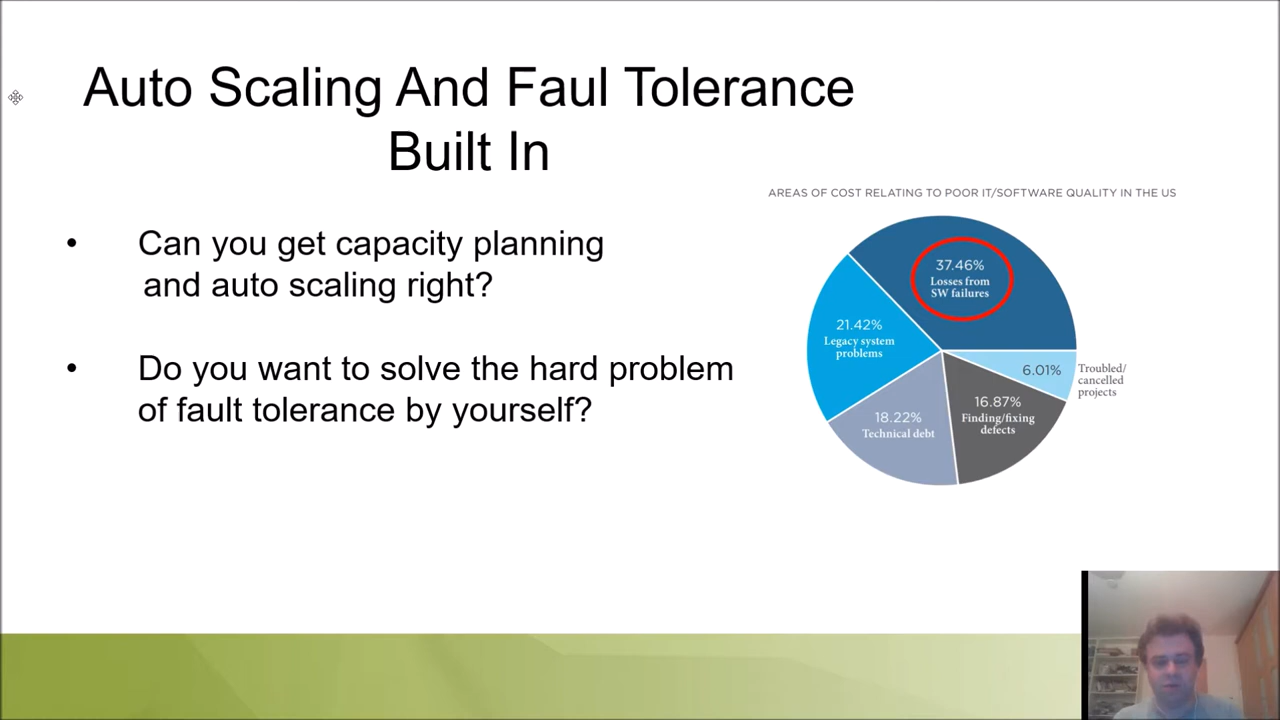 Auto Scaling And Faul Tolerance
Built In
• Can you get capacity planning
and auto scaling right?
• Do you want to solve the hard problem
of fault tolerance by yourself?
AREAS OF COST RELATING TO POOR IT/SOFTWARE QUALITY IN THE US
37.46%
Losses from
SW failures
21.42%
Legacy system
problems
6.01%
Troubled/
cancelled
projects
18.22%
Technical debt
16.87%
Finding/fixing
defects